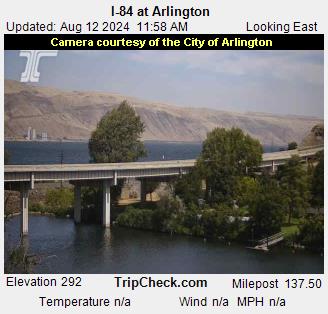 I-84 at Arlington
Updated: Aug 12 2024 11:58 AM Looking East
Camera courtesy of the City of Arlington
Elevation 292 TripCheck.com Milepost 137.50
Temperature n/a Wind n/a MPH n/a